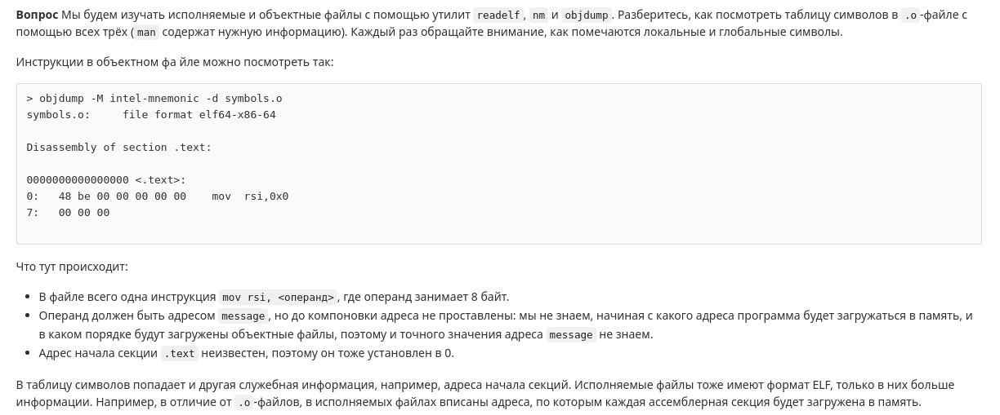 Вопрос Мы будем изучать исполняемые и объектные файлы с помощью утилит readelf, nm и objdump. Разберитесь, как посмотреть таблицу символов в .o-файле с
помощью всех трёх (man содержат нужную информацию). Каждый раз обращайте внимание, как помечаются локальные и глобальные символы.
Инструкции в объектном фа йле можно посмотреть так:
> objdump -M intel-mnemonic -d symbols.o
symbols.o:     file format elf64-x86-64
Disassembly of section .text:
0000000000000000 <.text>:
0:   48 be 00 00 00 00 00    mov  rsi,0x0
7:   00 00 00
Что тут происходит:
• В файле всего одна инструкция mov rsi, <операнд>, где операнд занимает 8 байт.
• Операнд должен быть адресом message, но до компоновки адреса не проставлены: мы не знаем, начиная с какого адреса программа будет загружаться в память, и
в каком порядке будут загружены объектные файлы, поэтому и точного значения адреса message не знаем.
• Адрес начала секции .text неизвестен, поэтому он тоже установлен в 0.
В таблицу символов попадает и другая служебная информация, например, адреса начала секций. Исполняемые файлы тоже имеют формат ELF, только в них больше
информации. Например, в отличие от .o-файлов, в исполняемых файлах вписаны адреса, по которым каждая ассемблерная секция будет загружена в память.